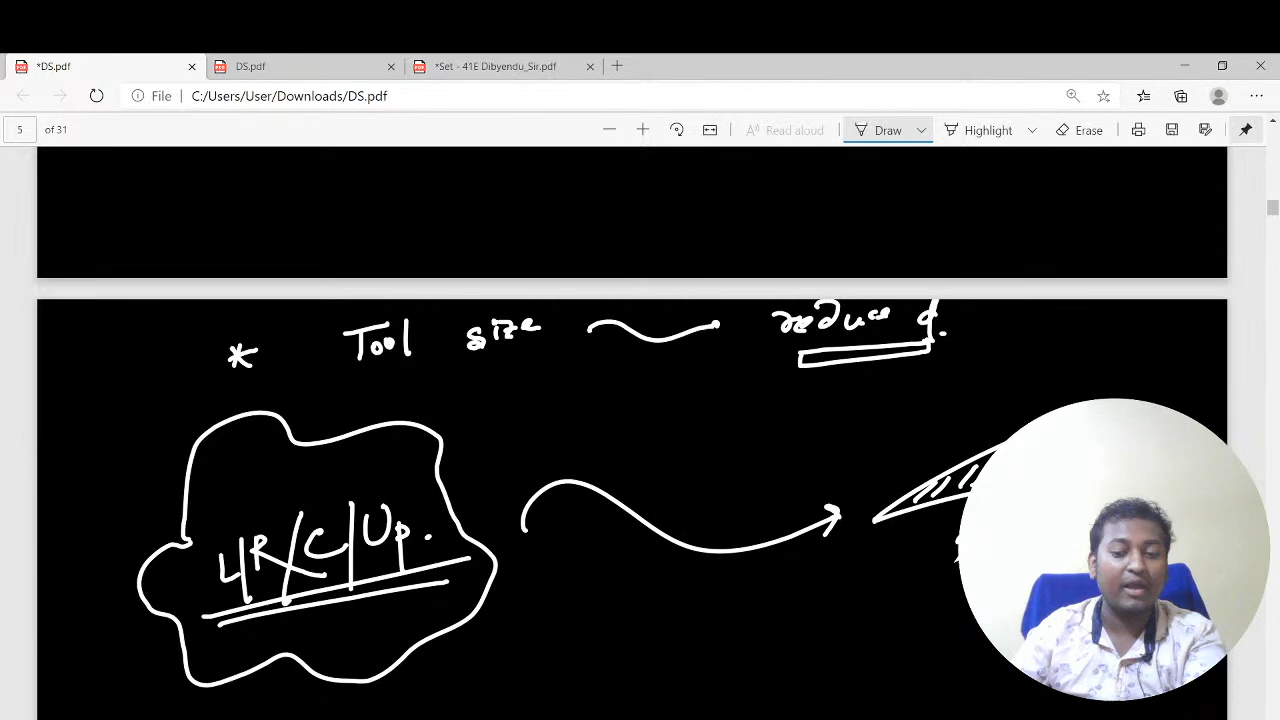 *DS.pdf
DS.pdf
*Set - 41E Dibyendu_Sir.pdf
File
C:/Users/User/Downloads/DS.pdf
5 of 31
Read aloud
Draw
Highlight
Erase
* Tool size reduce d.
4R/C/Up.